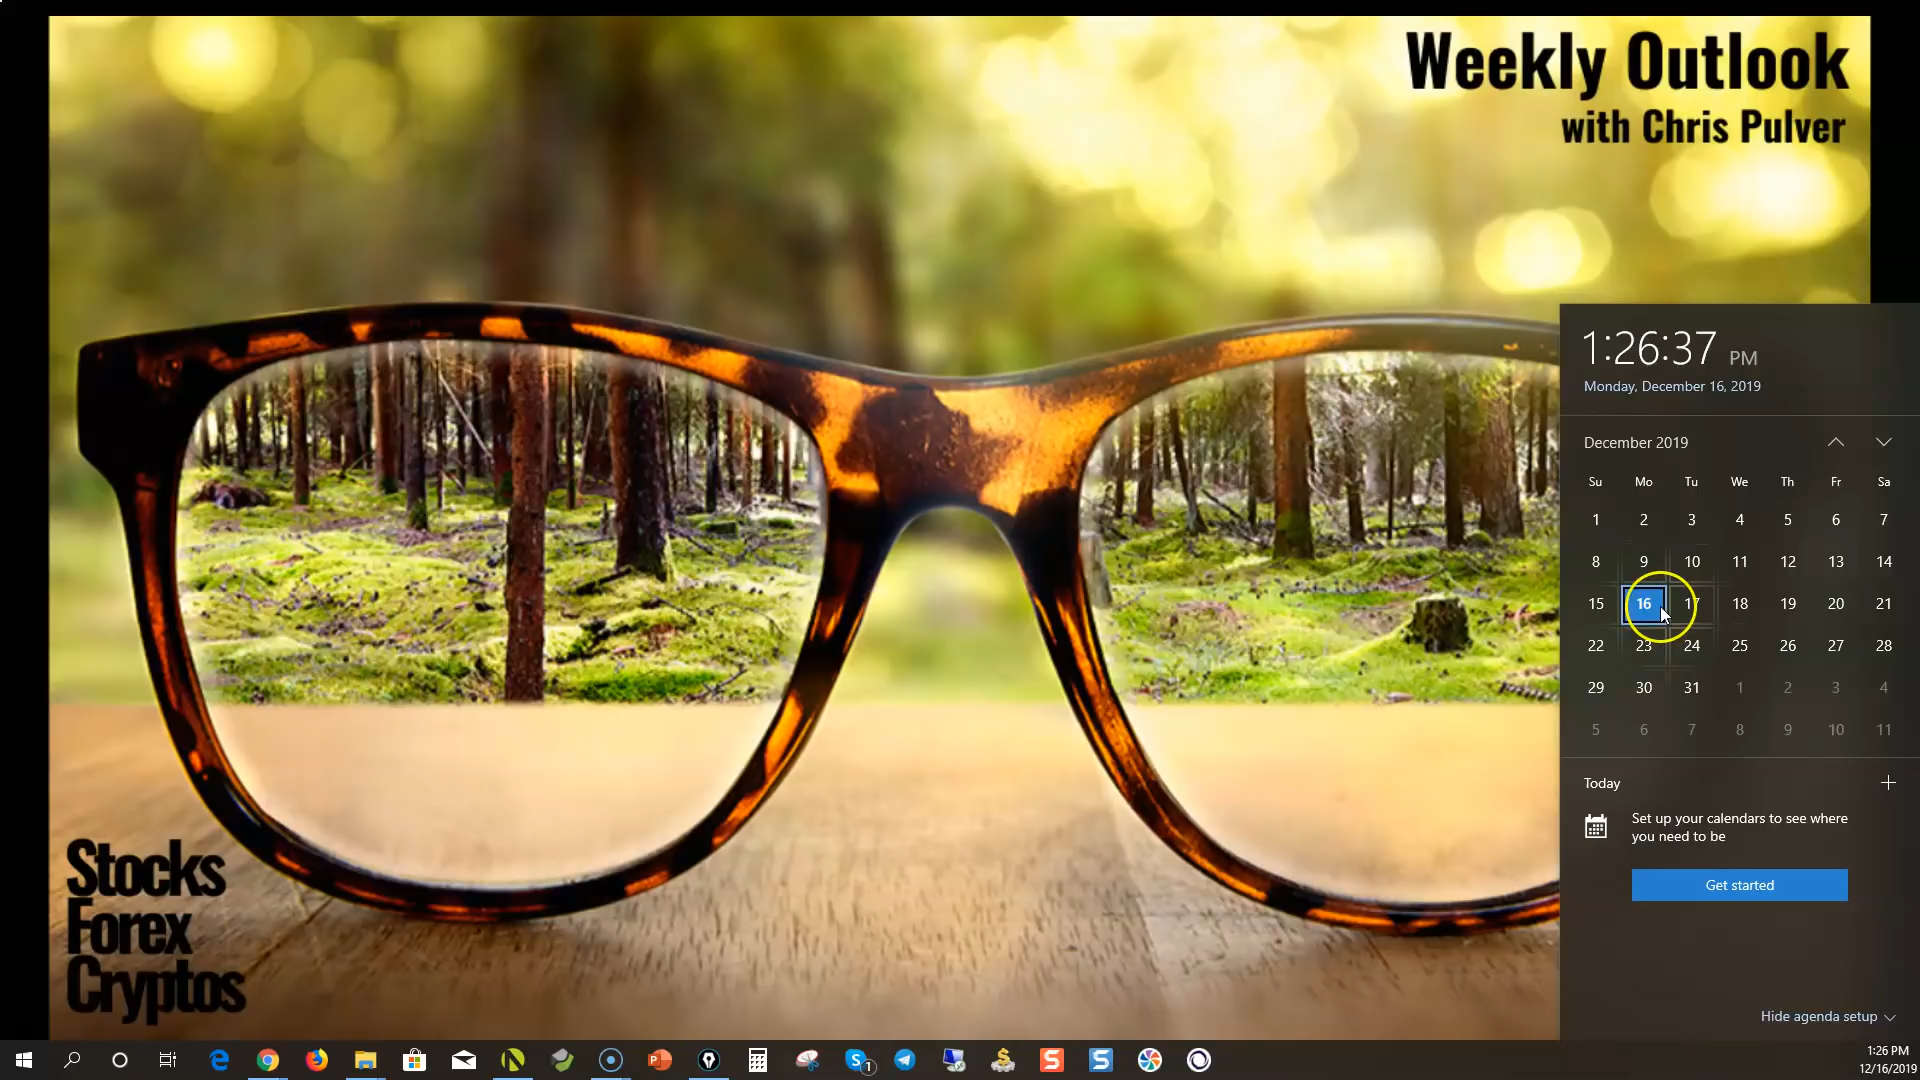 Weekly Outlook
with Chris Pulver
1:26:37 PM
Monday, December 16, 2019
December 2019
Su Mo Tu We Th Fr Sa
1 2 3 4 5 6 7
8 9 10 11 12 13 14
15 16 17 18 19 20 21
22 23 24 25 26 27 28
29 30 31 1 2 3 4
5 6 7 8 9 10 11
Today
Set up your calendars to see where
you need to be
Get started
Hide agenda setup
Stocks
Forex
Cryptos
1:26 PM
12/16/2019